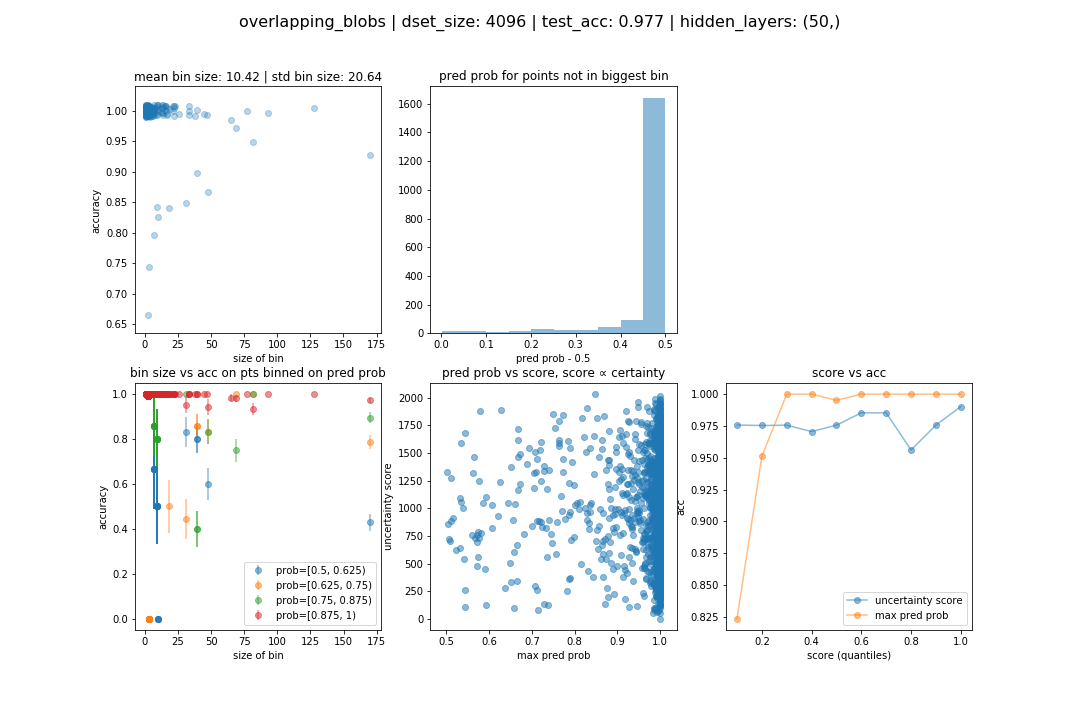 overlapping_blobs | dset_size: 4096 | test_acc: 0.977 | hidden_layers: (50,)
mean bin size: 10.42 | std bin size: 20.64
1.00
0.95
0.90
0.85
0.80
0.75
0.70
0.65
accuracy
0 25 50 75 100 125 150 175
size of bin
pred prob for points not in biggest bin
1600
1400
1200
1000
800
600
400
200
0
0.0 0.1 0.2 0.3 0.4 0.5
pred prob - 0.5
bin size vs acc on pts binned on pred prob
1.0
0.8
0.6
0.4
0.2
0.0
accuracy
prob=[0.5, 0.625)
prob=[0.625, 0.75)
prob=[0.75, 0.875)
prob=[0.875, 1)
0 25 50 75 100 125 150 175
size of bin
pred prob vs score, score ∝ certainty
2000
1750
1500
1250
1000
750
500
250
0
uncertainty score
0.5 0.6 0.7 0.8 0.9 1.0
max pred prob
score vs acc
1.000
0.975
0.950
0.925
0.900
0.875
0.850
0.825
acc
uncertainty score
max pred prob
0.2 0.4 0.6 0.8 1.0
score (quantiles)